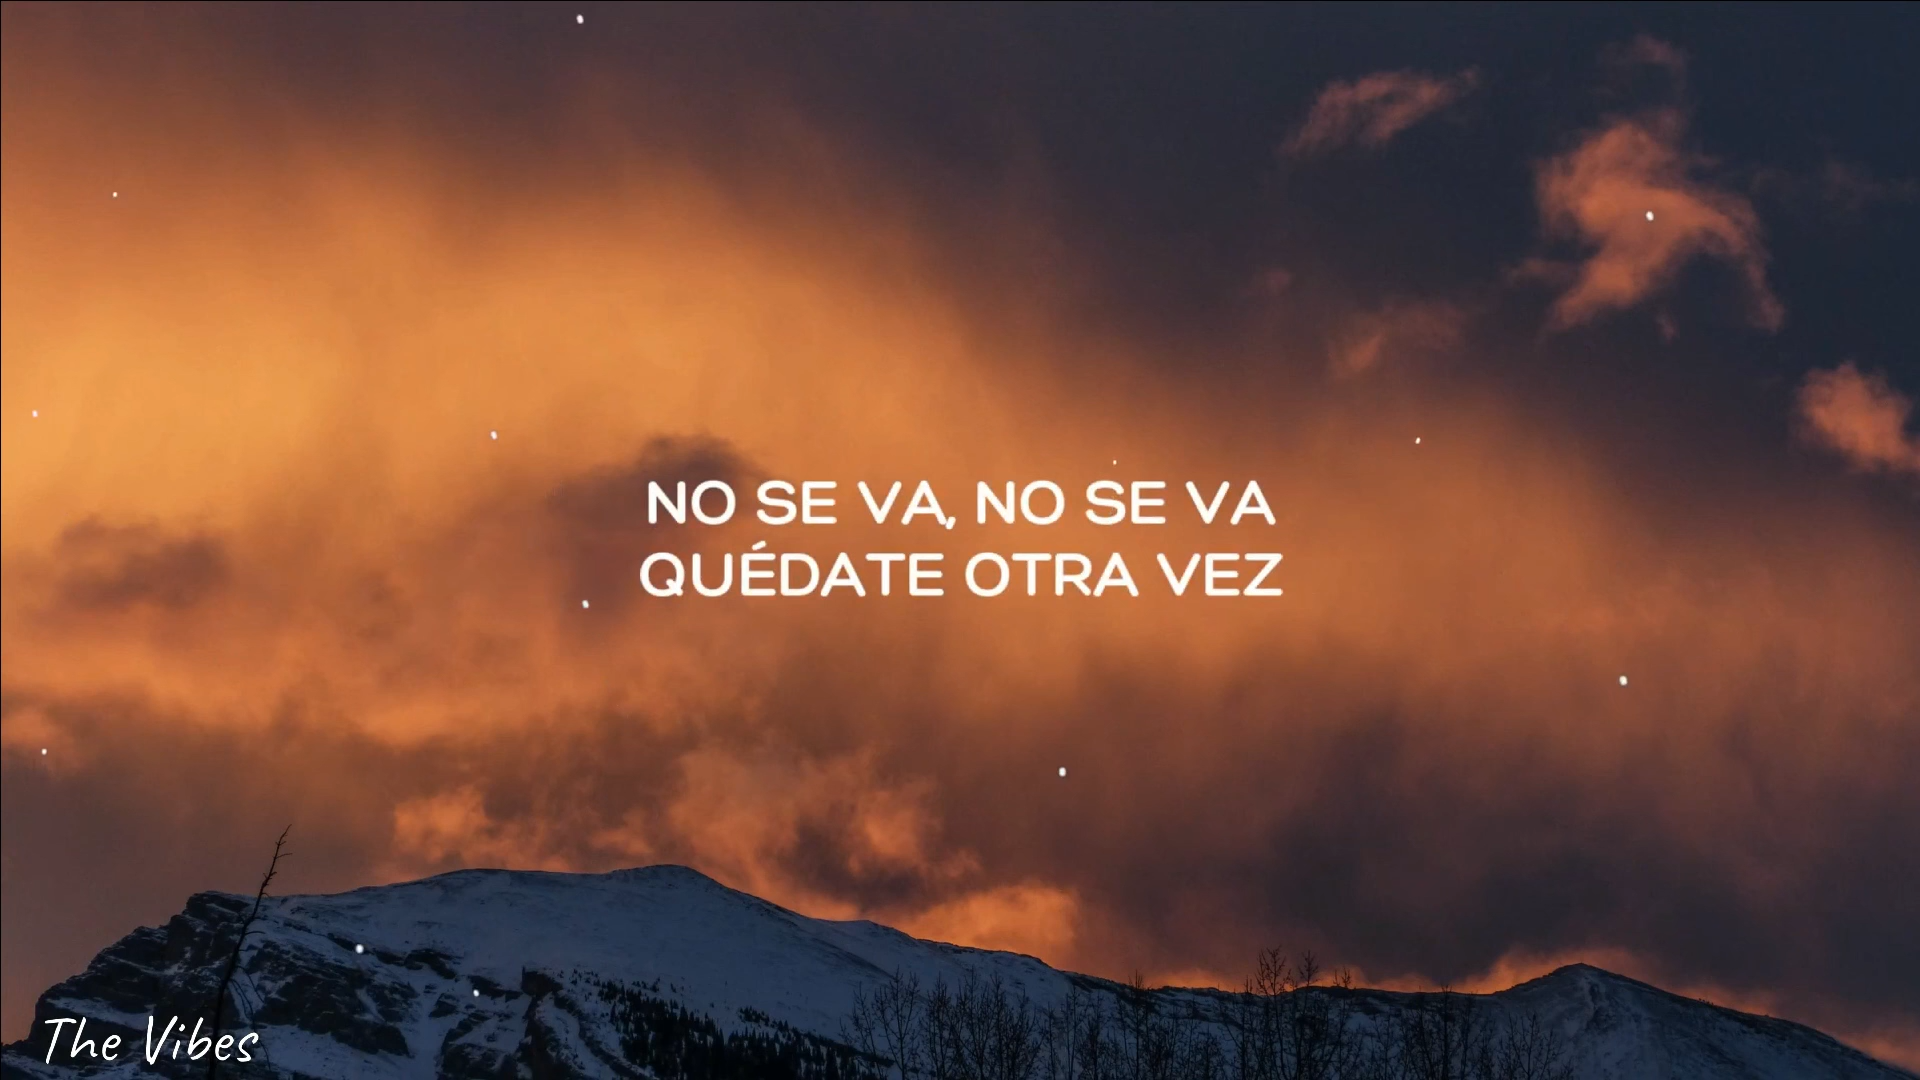 NO SE VA, NO SE VA
QUÉDATE OTRA VEZ
The Vibes